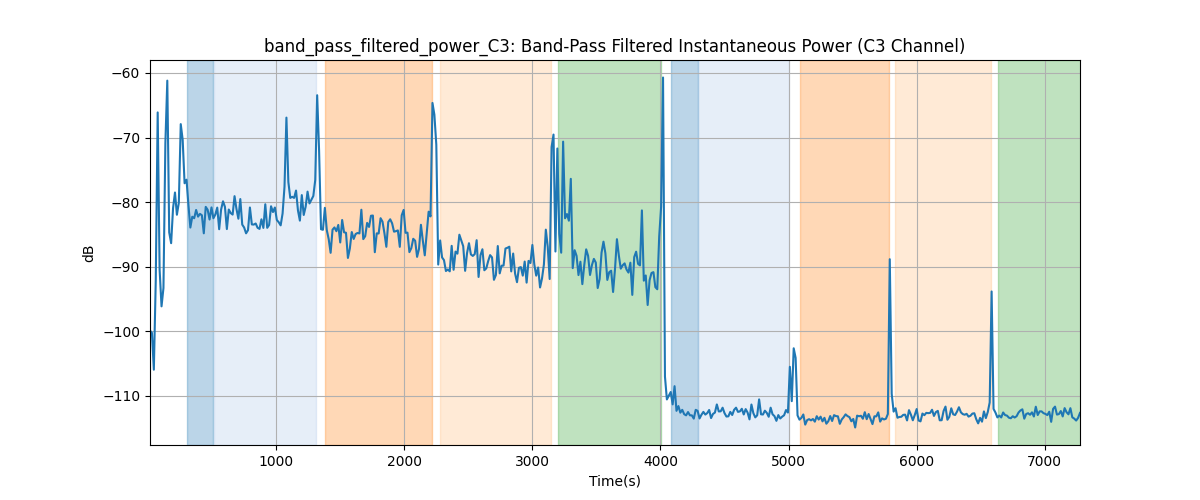 band_pass_filtered_power_C3: Band-Pass Filtered Instantaneous Power (C3 Channel)
−60
−70
−80
−90
−100
−110
dB
1000 2000 3000 4000 5000 6000 7000
Time(s)